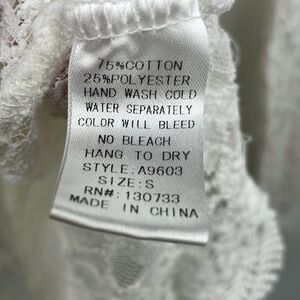 75%COTTON
25%POLYESTER
HAND WASH COLD
WATER SEPARATELY
COLOR WILL BLEED
NO BLEACH
HANG TO DRY
STYLE:A9603
SIZE:S
RN#:130733
MADE IN CHINA